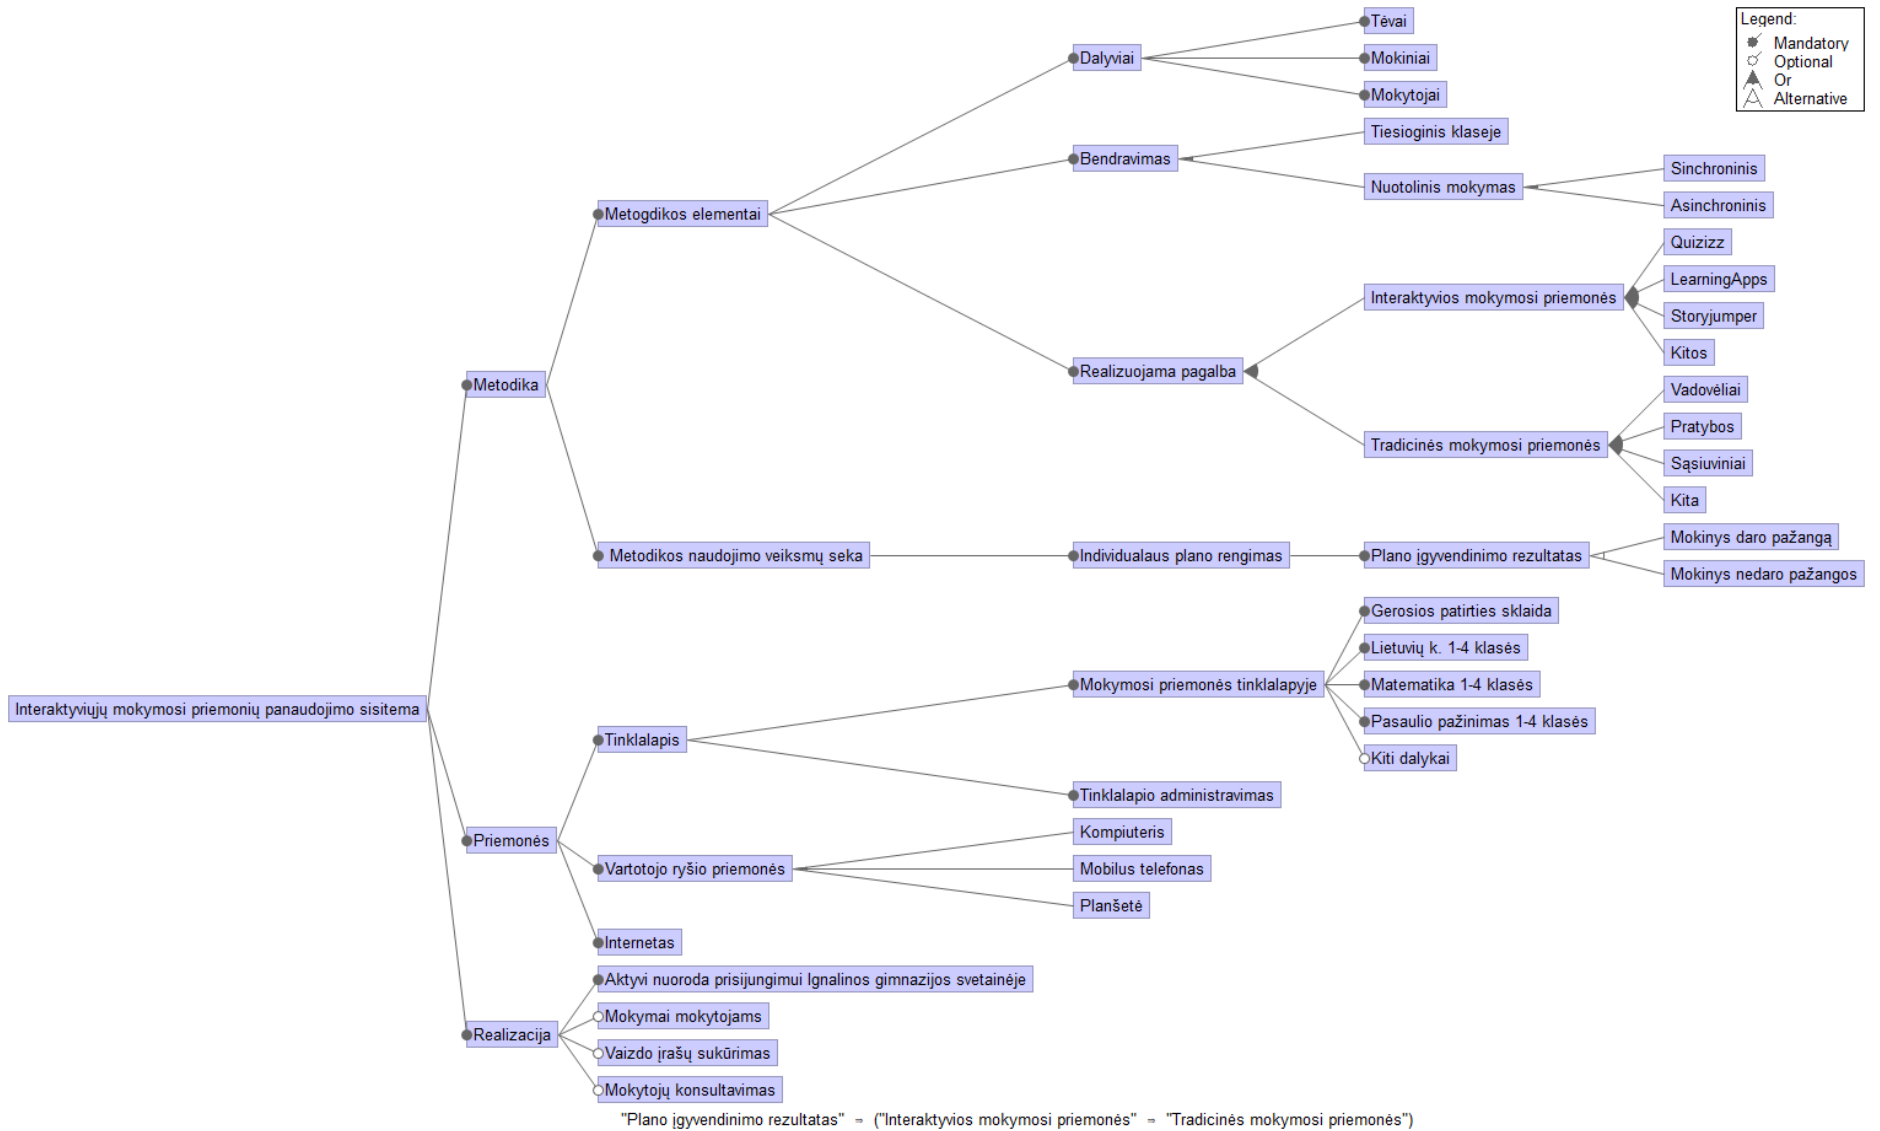 Legend:
Mandatory
Optional
Or
Alternative
Tėvai
Dalyviai
Mokiniai
Mokytojai
Tiesioginis klaseje
Bendravimas
Sinchroninis
Nuotolinis mokymas
Asinchroninis
Metogdikos elementai
Quizizz
LearningApps
Interaktyvios mokymosi priemonės
Storyjumper
Kitos
Realizuojama pagalba
Metodika
Vadovėliai
Pratybos
Tradicinės mokymosi priemonės
Sąsiuviniai
Kita
Mokinys daro pažangą
Metodikos naudojimo veiksmų seka
Individualaus plano rengimas
Plano įgyvendinimo rezultatas
Mokinys nedaro pažangos
Gerosios patirties sklaida
Lietuvių k. 1-4 klasės
Mokymosi priemonės tinklalapyje
Matematika 1-4 klasės
Interaktyviųjų mokymosi priemonių panaudojimo sisitema
Pasaulio pažinimas 1-4 klasės
Tinklalapis
Kiti dalykai
Tinklalapio administravimas
Priemonės
Kompiuteris
Vartotojo ryšio priemonės
Mobilus telefonas
Planšetė
Internetas
Aktyvi nuoroda prisijungimui Ignalinos gimnazijos svetainėje
Mokymai mokytojams
Realizacija
Vaizdo įrašų sukūrimas
Mokytojų konsultavimas
"Plano įgyvendinimo rezultatas" ⇒ ("Interaktyvios mokymosi priemonės" ⇒ "Tradicinės mokymosi priemonės")